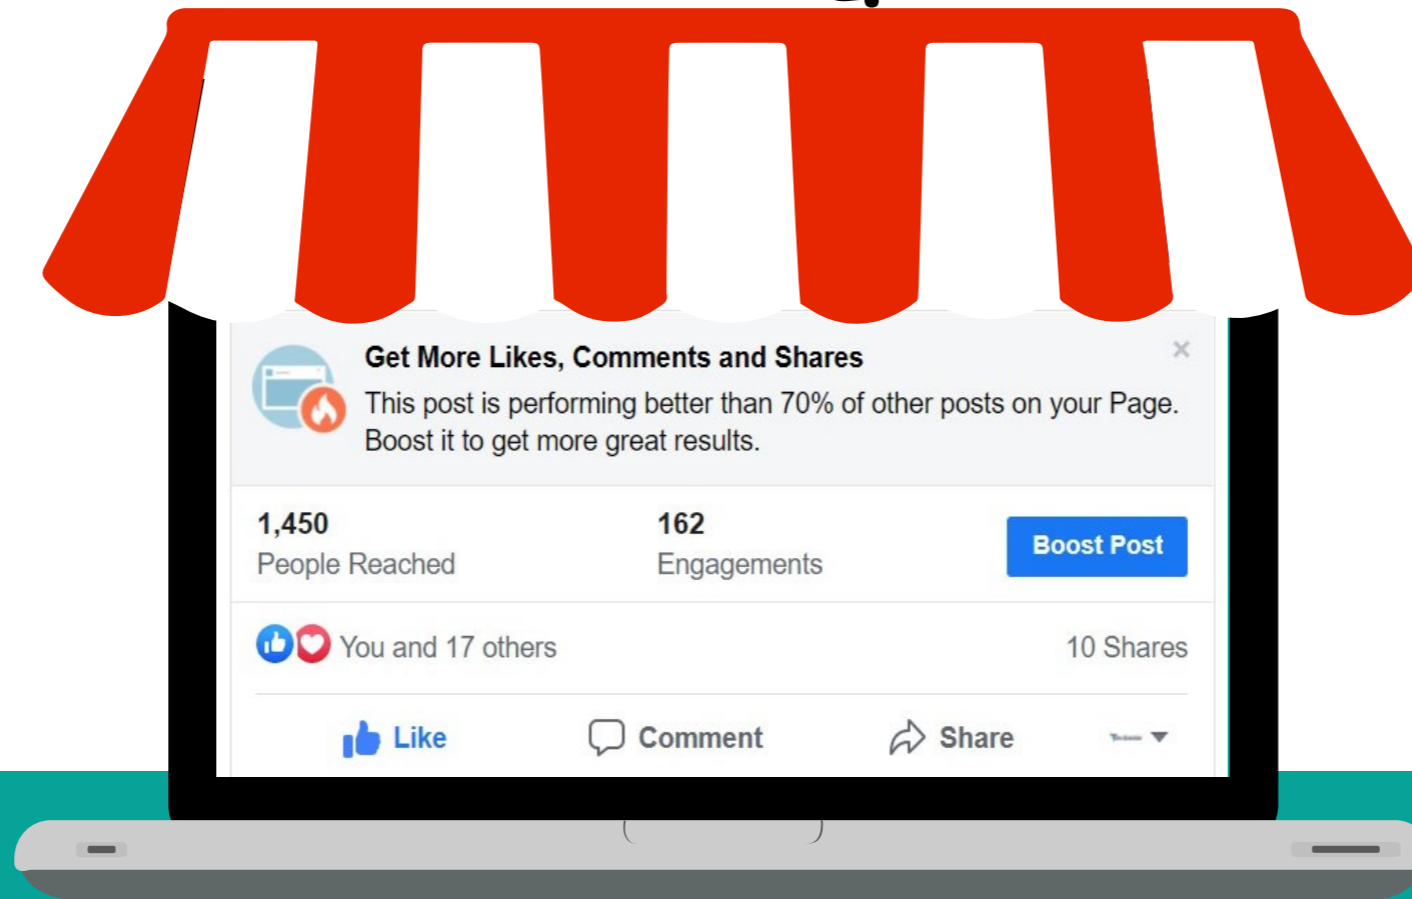 Get More Likes, Comments and Shares
This post is performing better than 70% of other posts on your Page.
Boost it to get more great results.
1,450
People Reached
162
Engagements
Boost Post
You and 17 others
10 Shares
Like
Comment
Share